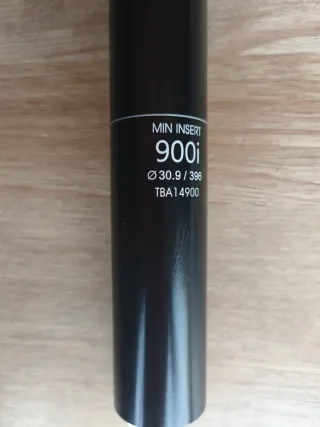 MIN INSERT
900i
Ø 30.9 / 396
TBA14900